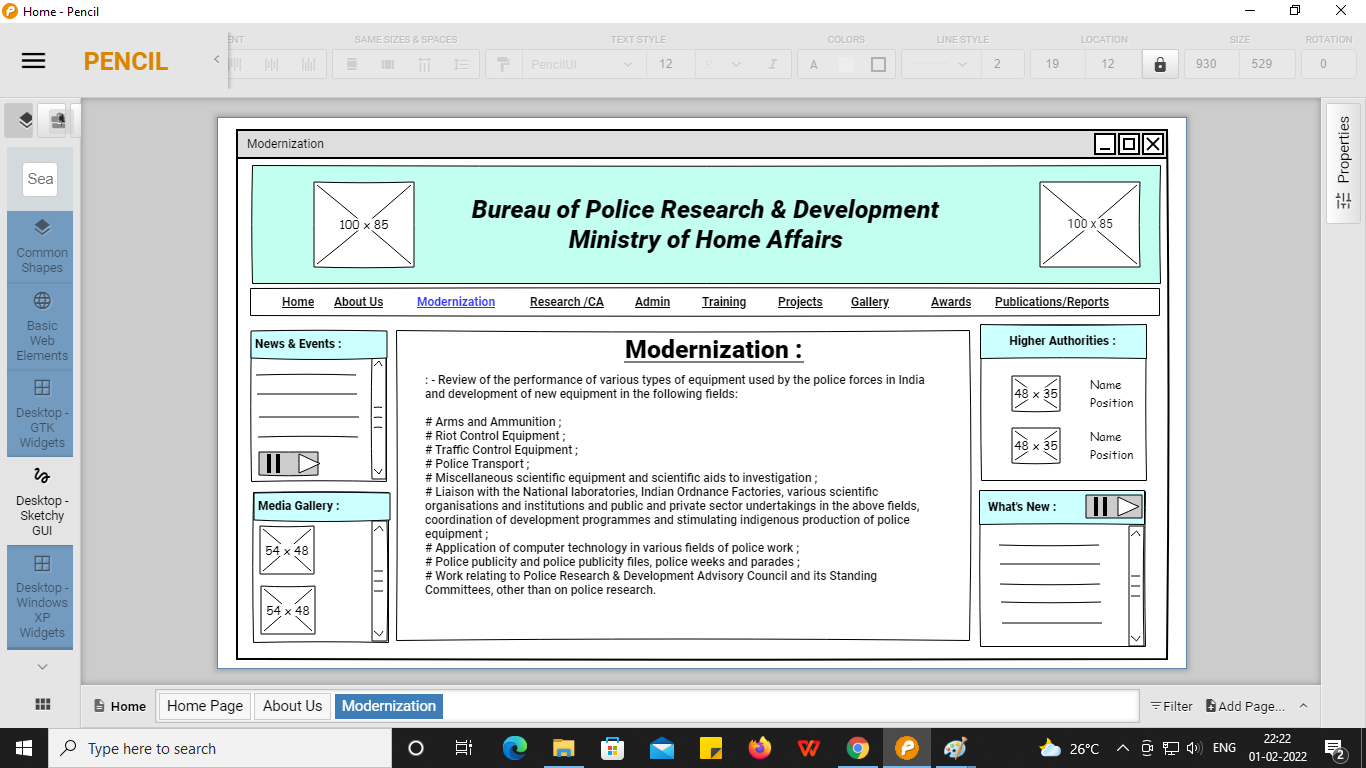 Home - Pencil
PENCIL
ENT
SAME SIZES & SPACES
TEXT STYLE
COLORS
LINE STYLE
LOCATION
SIZE
ROTATION
PencilUI
12
R
I
A
2
19
12
930
529
0
Sea
Common
Shapes
Basic
Web
Elements
Desktop -
GTK
Widgets
Desktop -
Sketchy
GUI
Desktop -
Windows
XP
Widgets
Properties
Modernization
100 x 85
Bureau of Police Research & Development
Ministry of Home Affairs
100 x 85
Home About Us Modernization Research /CA Admin Training Projects Gallery Awards Publications/Reports
News & Events :
Media Gallery :
54 x 48
54 x 48
Modernization :
: - Review of the performance of various types of equipment used by the police forces in India
and development of new equipment in the following fields:
# Arms and Ammunition ;
# Riot Control Equipment ;
# Traffic Control Equipment ;
# Police Transport ;
# Miscellaneous scientific equipment and scientific aids to investigation ;
# Liaison with the National laboratories, Indian Ordnance Factories, various scientific
organisations and institutions and public and private sector undertakings in the above fields,
coordination of development programmes and stimulating indigenous production of police
equipment ;
# Application of computer technology in various fields of police work ;
# Police publicity and police publicity files, police weeks and parades ;
# Work relating to Police Research & Development Advisory Council and its Standing
Committees, other than on police research.
Higher Authorities :
48 x 35
Name
Position
48 x 35
Name
Position
What's New :
Home
Home Page
About Us
Modernization
Filter
Add Page...
Type here to search
26°C
ENG
22:22
01-02-2022
2